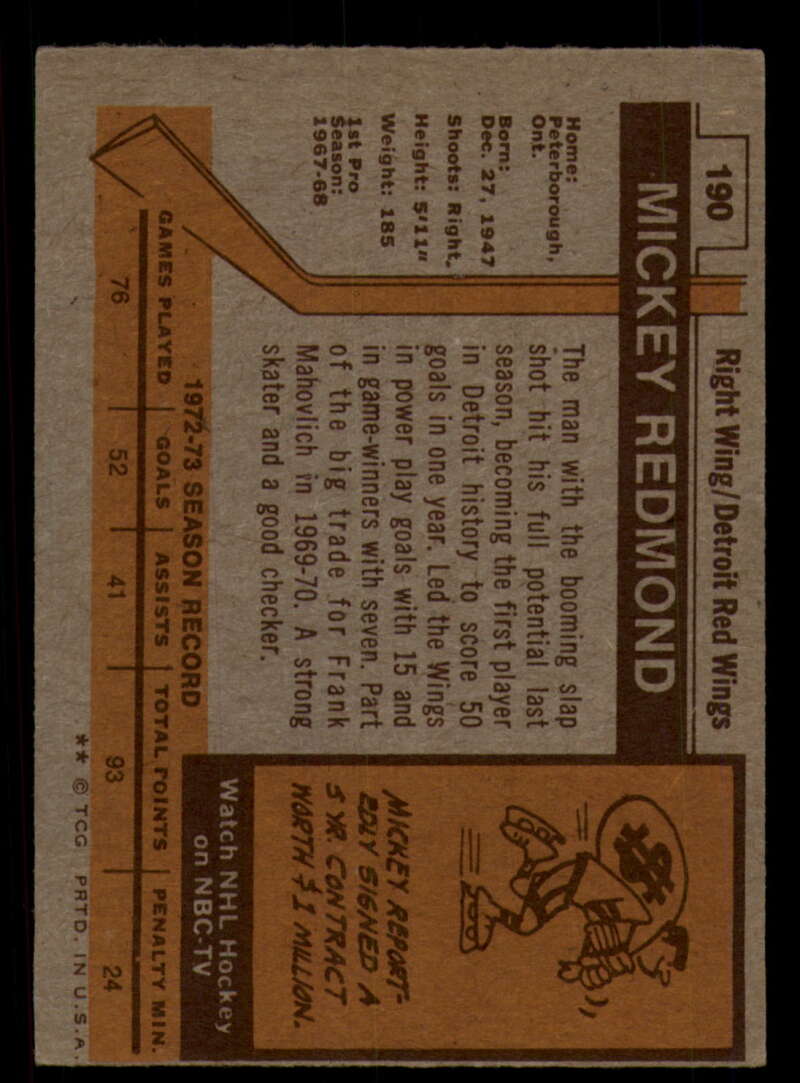 190
Right Wing/Detroit Red Wings
MICKEY REDMOND
Home:
Peterborough,
Ont.
Born:
Dec. 27, 1947
Shoots: Right.
Height: 5'11"
Weight: 185
1st Pro
Season:
1967-68
The man with the booming slap
shot hit his full potential last
season, becoming the first player
in Detroit history to score 50
goals in one year. Led the Wings
in power play goals with 15 and
in game-winners with seven. Part
of the big trade for Frank
Mahovlich in 1969-70. A strong
skater and a good checker.
$
MICKEY REPORT-
EDLY SIGNED A
5 YR. CONTRACT
WORTH $1 MILLION.
Watch NHL Hockey
on NBC-TV
1972-73 SEASON RECORD
GAMES PLAYED GOALS ASSISTS TOTAL POINTS PENALTY MIN.
76 52 41 93 24
** © TCG PRTD. IN U.S.A.